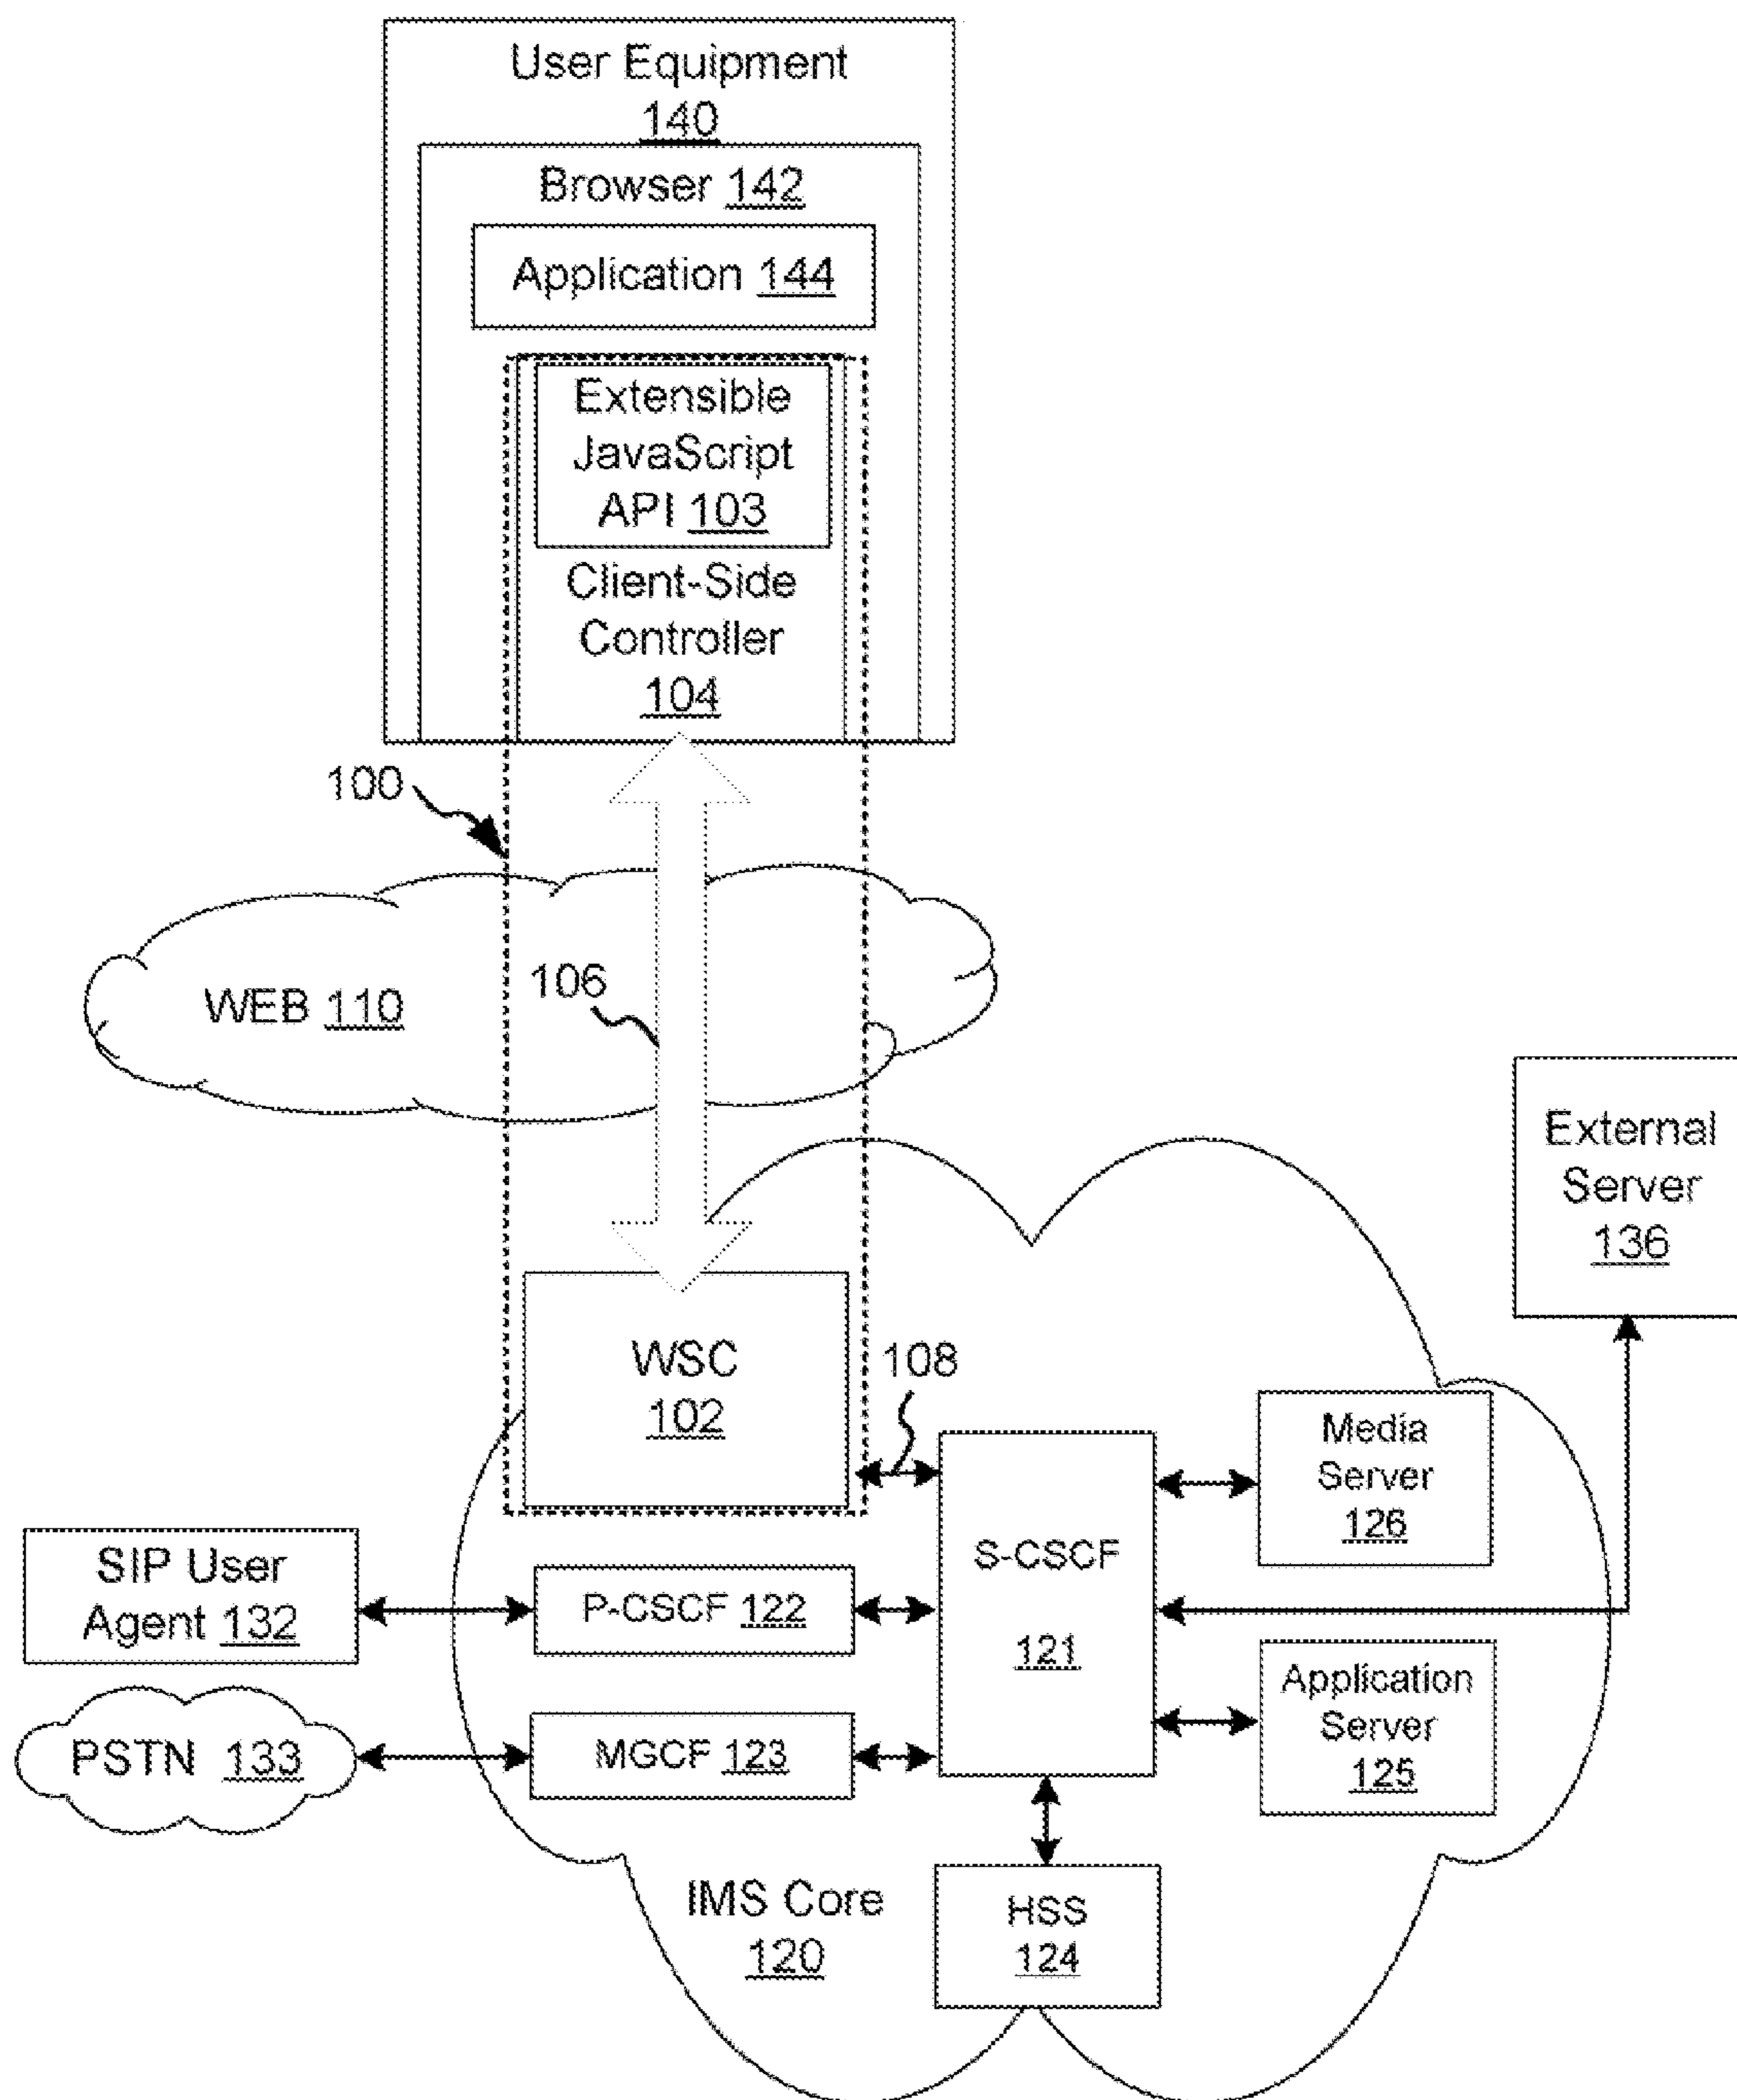 User Equipment
140
Browser 142
Application 144
Extensible
JavaScript
API 103
Client-Side
Controller
104
100
106
WEB 110
External
Server
136
WSC
102
108
Media
Server
126
S-CSCF
121
SIP User
Agent 132
P-CSCF 122
Application
Server
125
PSTN 133
MGCF 123
IMS Core
120
HSS
124